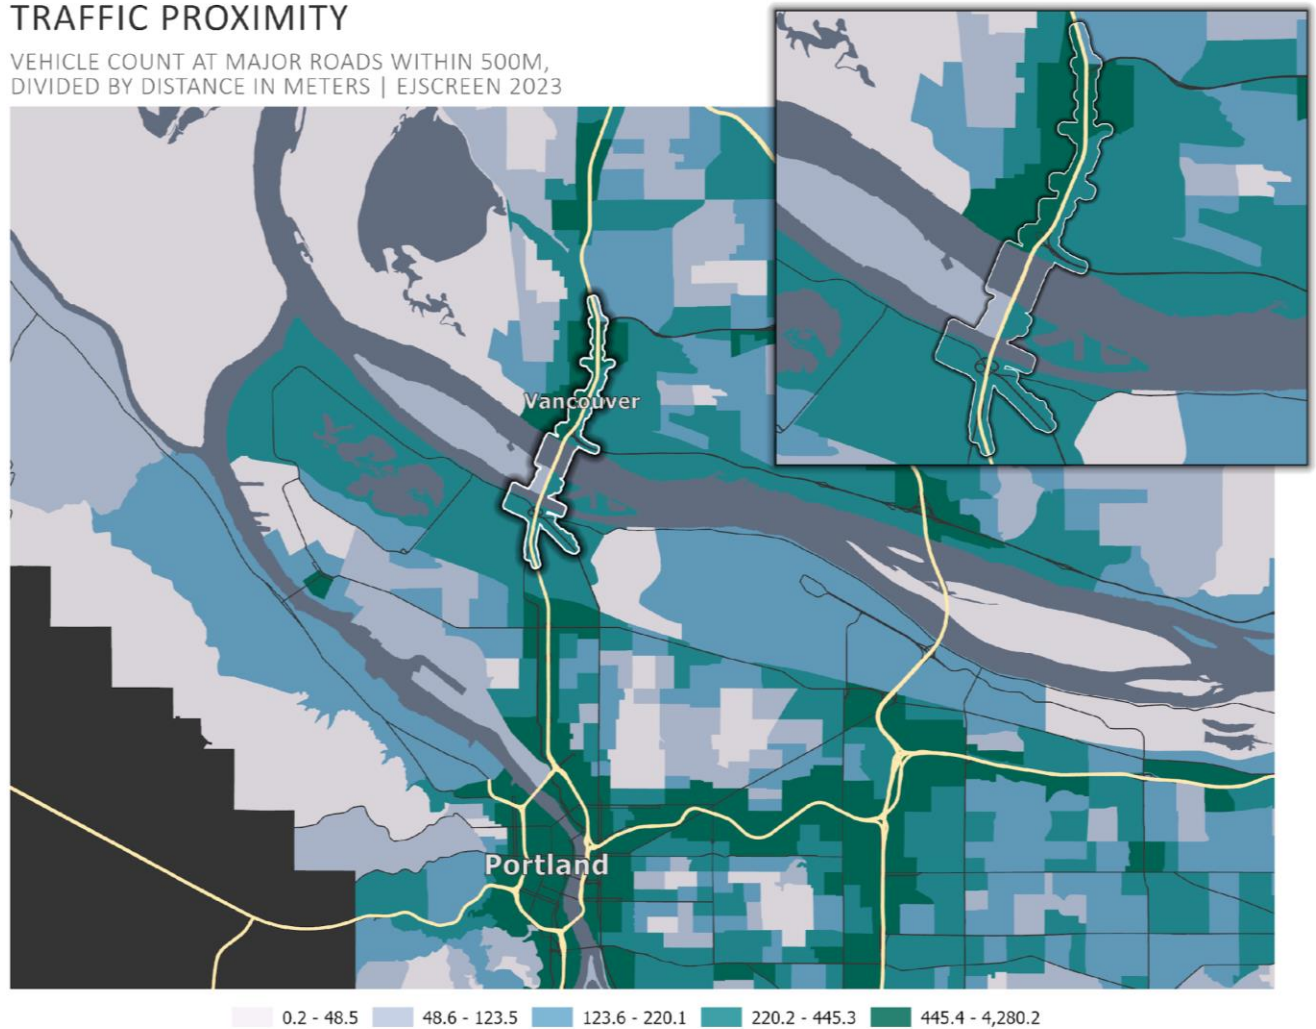 TRAFFIC PROXIMITY
VEHICLE COUNT AT MAJOR ROADS WITHIN 500M,
DIVIDED BY DISTANCE IN METERS | EJSCREEN 2023
Vancouver
Portland
0.2 - 48.5
48.6 - 123.5
123.6 - 220.1
220.2 - 445.3
445.4 - 4,280.2